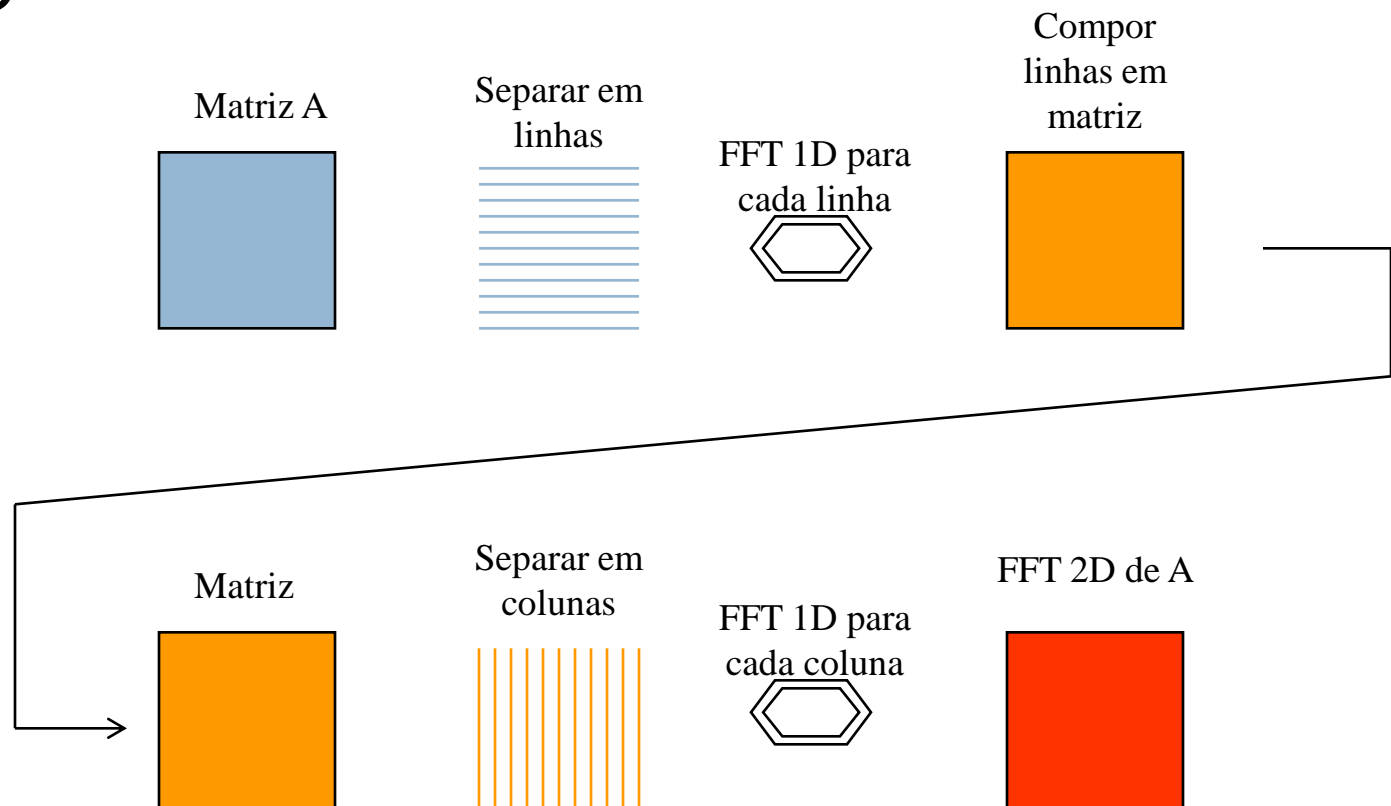 Matriz A
Separar em
linhas
FFT 1D para
cada linha
Compor
linhas em
matriz
Matriz
Separar em
colunas
FFT 1D para
cada coluna
FFT 2D de A